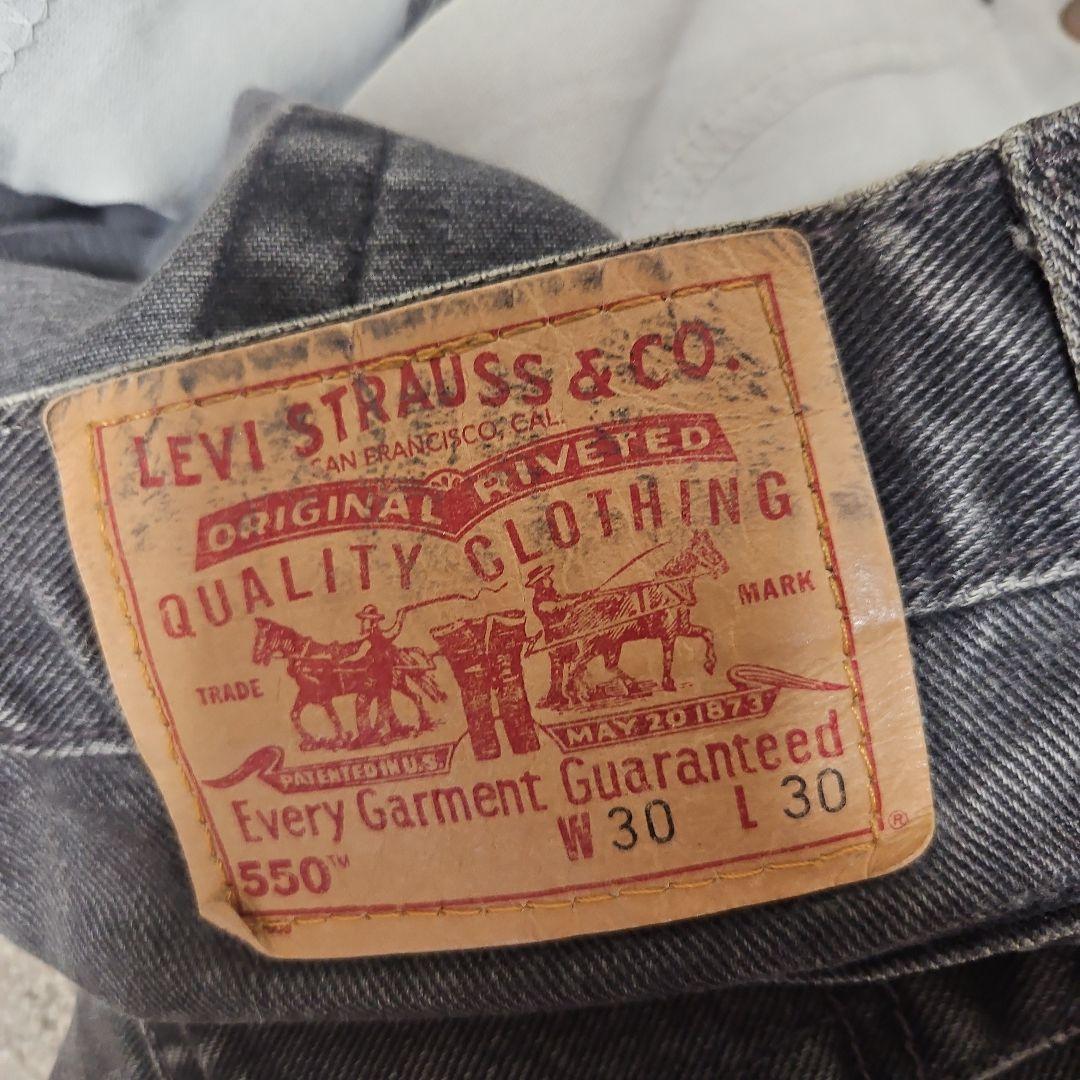 LEVI STRAUSS & CO.
SAN FRANCISCO, CAL.
ORIGINAL RIVETED
QUALITY CLOTHING
TRADE MARK
PATENTED IN U.S. MAY 20 1873
Every Garment Guaranteed
550™ W 30 L 30 ®